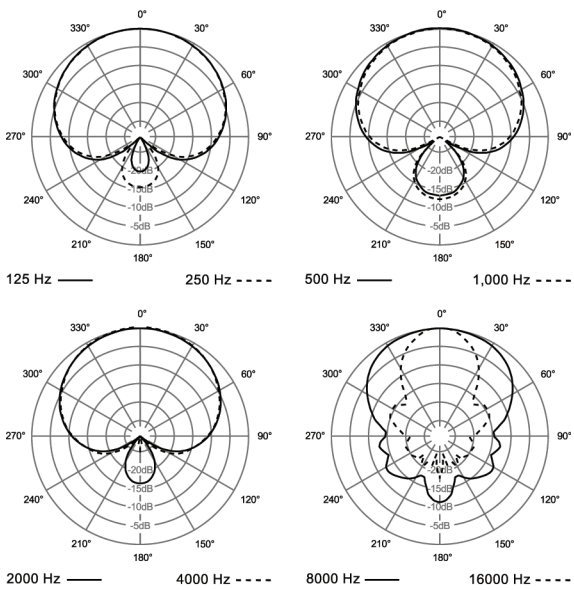 0° 0°
330° 30° 330° 30°
300° 60° 300° 60°
270° 90° 270° 90°
-20dB -20dB
-15dB -15dB
240° -10dB 120° 240° -10dB 120°
-5dB -5dB
210° 150° 210° 150°
180° 180°
125 Hz 250 Hz 500 Hz 1,000 Hz
0° 0°
330° 30° 330° 30°
300° 60° 300° 60°
270° 90° 270° 90°
-20dB -20dB
-15dB -15dB
240° -10dB 120° 240° -10dB 120°
-5dB -5dB
210° 150° 210° 150°
180° 180°
2000 Hz 4000 Hz 8000 Hz 16000 Hz